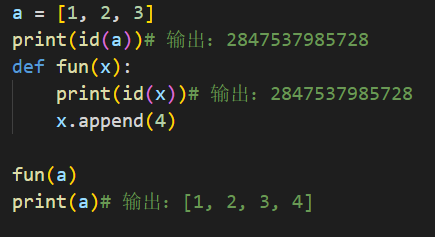 a = [1, 2, 3]
print(id(a))# 输出：2847537985728
def fun(x):
    print(id(x))# 输出：2847537985728
    x.append(4)
fun(a)
print(a)# 输出：[1, 2, 3, 4]